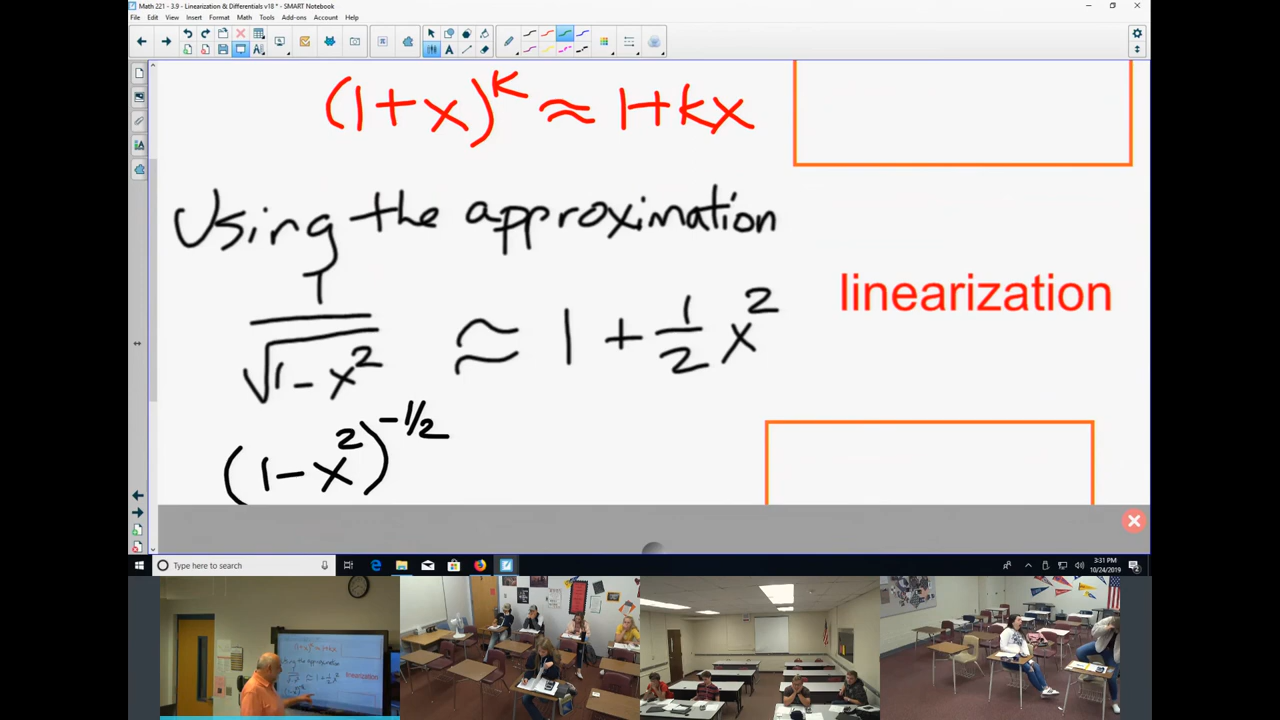 Math 221 - 3.9 - Linearization & Differentials v18 * - SMART Notebook
File Edit View Insert Format Math Tools Add-ons Account Help
(1+x)^k ≈ 1+kx
Using the approximation
1/√(1-x²) ≈ 1 + 1/2 x²
linearization
(1-x²)^(-1/2)
Type here to search
3:31 PM
10/24/2019